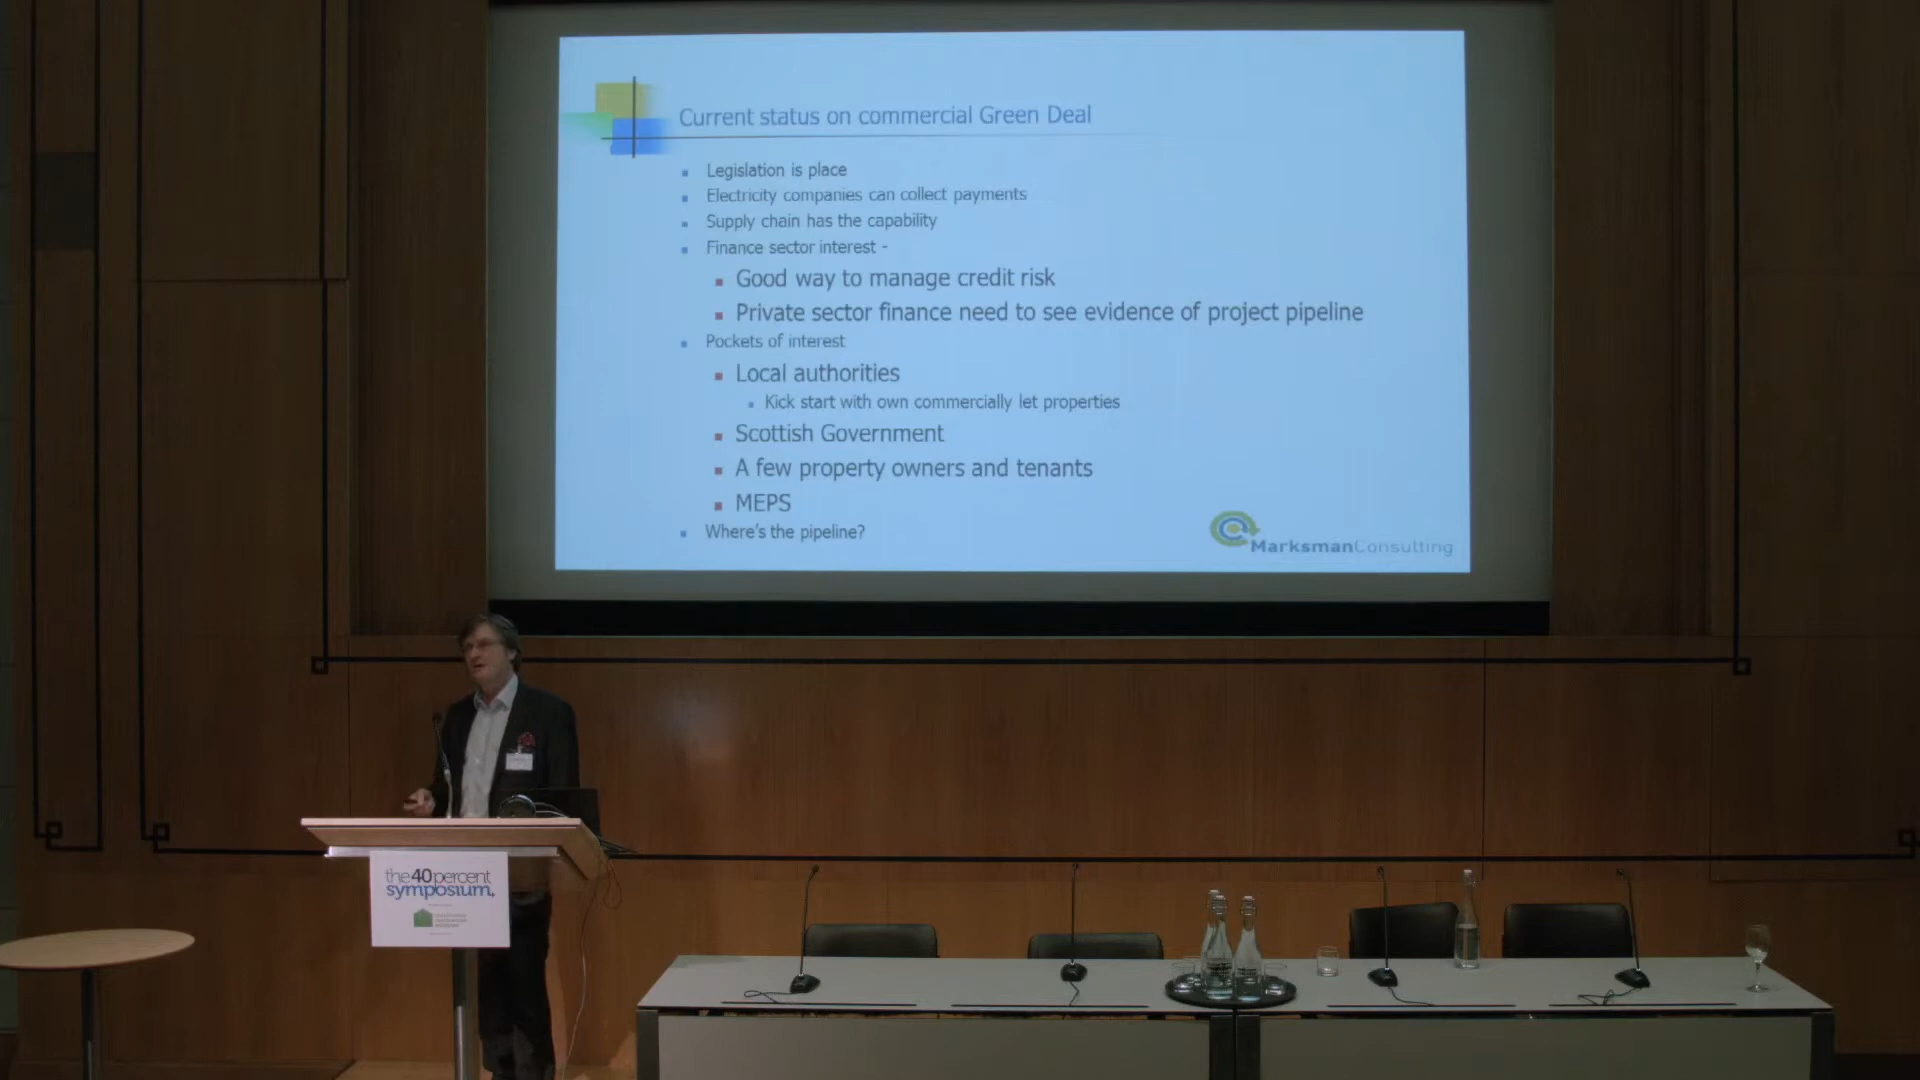 Current status on commercial Green Deal
Legislation is place
Electricity companies can collect payments
Supply chain has the capability
Finance sector interest -
Good way to manage credit risk
Private sector finance need to see evidence of project pipeline
Pockets of interest
Local authorities
Kick start with own commercially let properties
Scottish Government
A few property owners and tenants
MEPS
Where's the pipeline?
MarksmanConsulting
the40percent
symposium